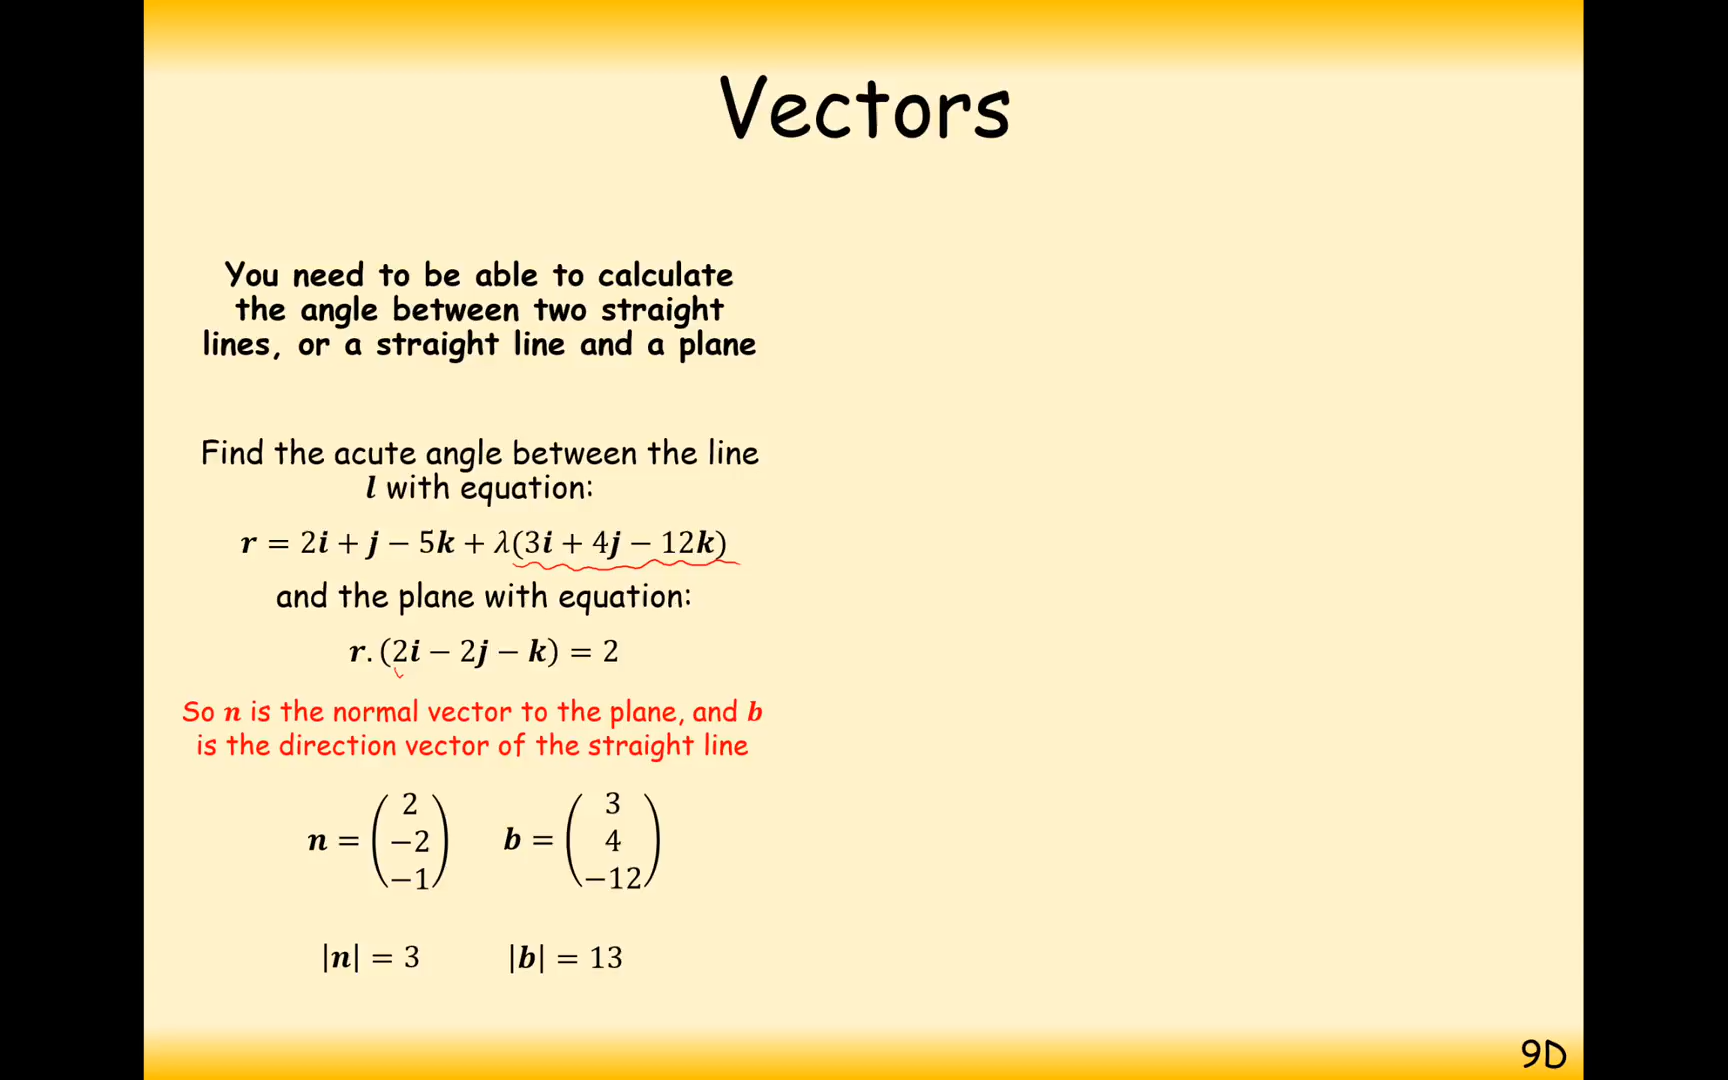 Vectors
You need to be able to calculate
the angle between two straight
lines, or a straight line and a plane
Find the acute angle between the line
l with equation:
r = 2i + j − 5k + λ(3i + 4j − 12k)
and the plane with equation:
r. (2i − 2j − k) = 2
So n is the normal vector to the plane, and b
is the direction vector of the straight line
n = (2 −2 −1) b = (3 4 −12)
|n| = 3 |b| = 13
9D